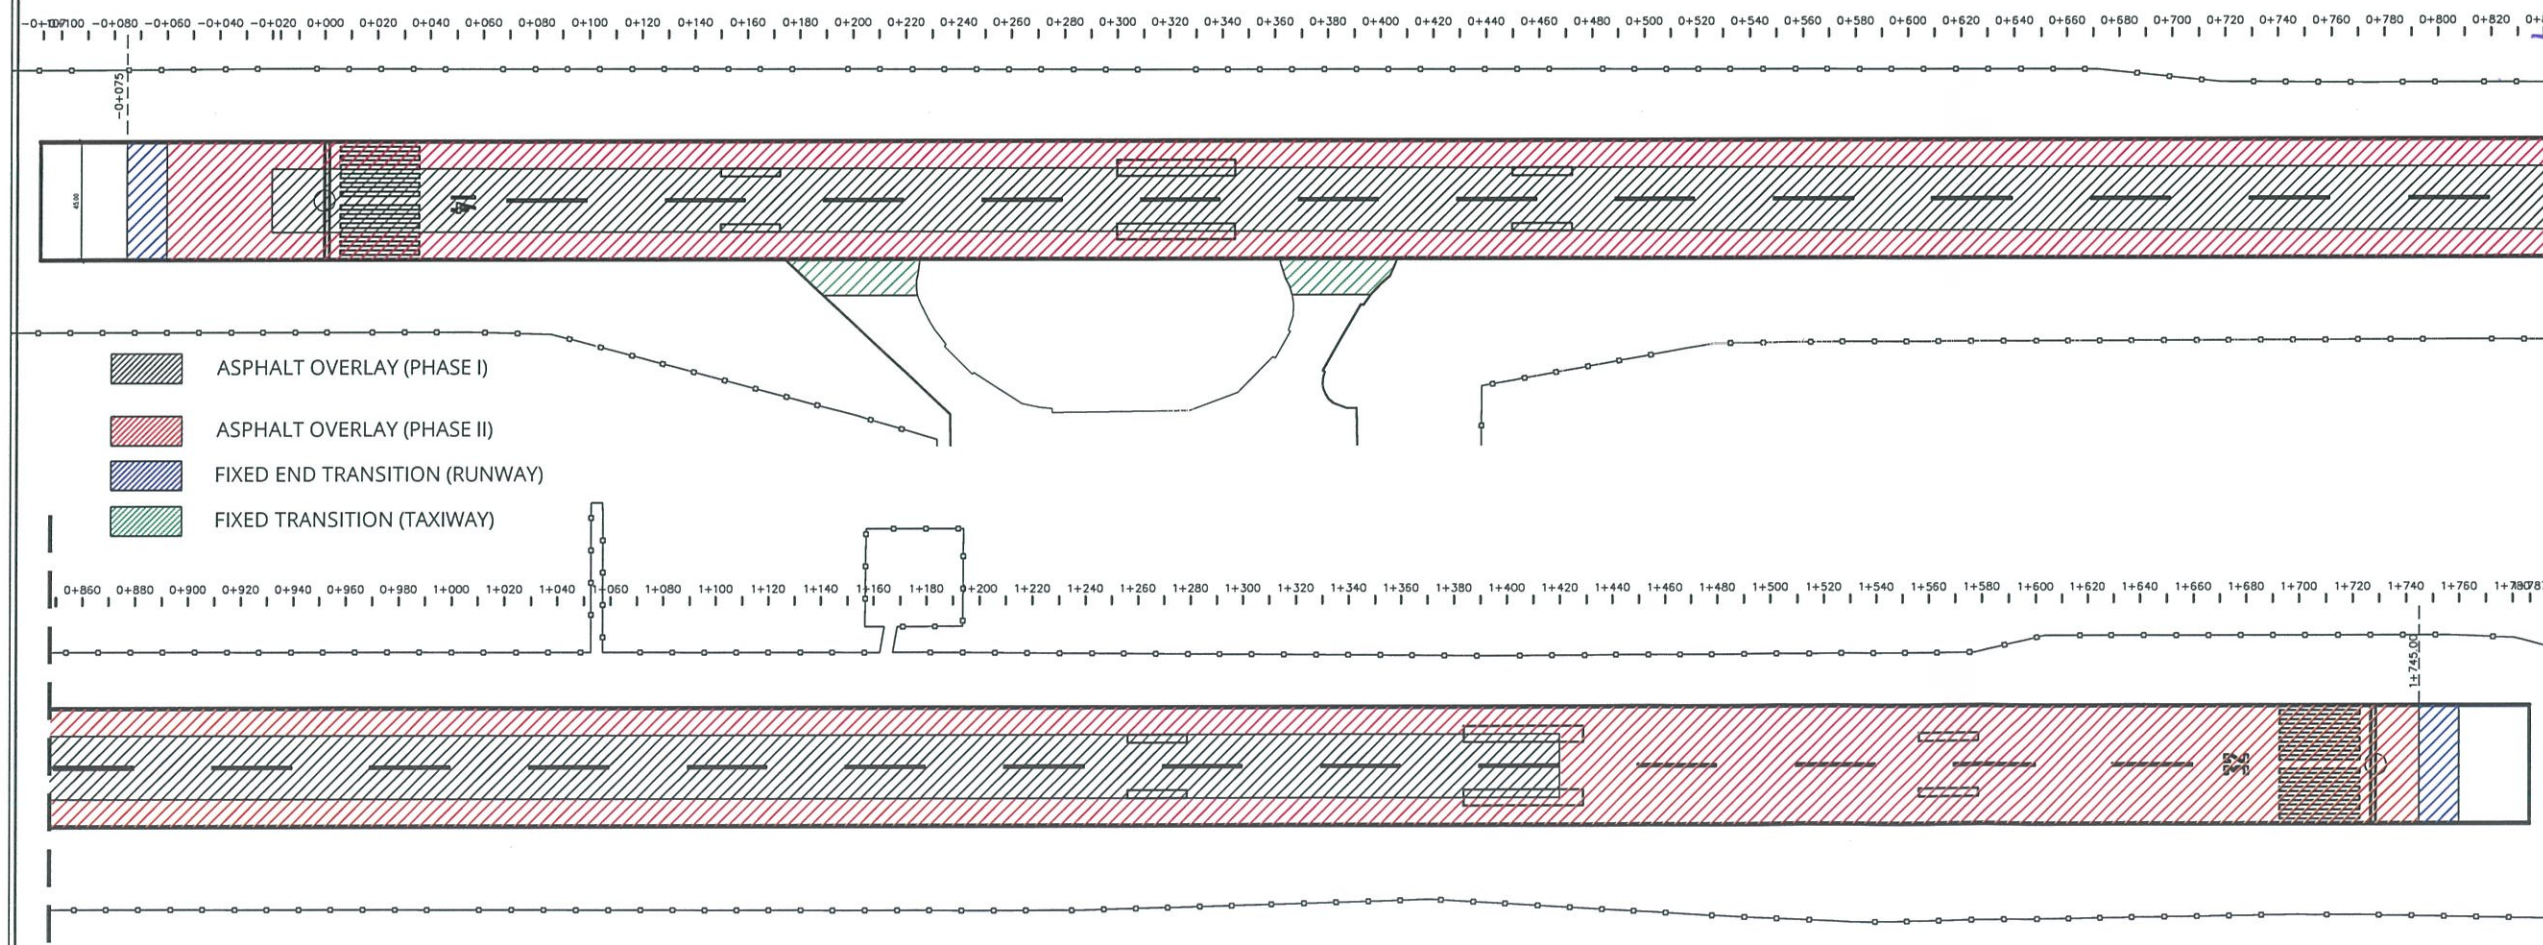 -0+100 -0+080 -0+060 -0+040 -0+020 0+000 0+020 0+040 0+060 0+080 0+100 0+120 0+140 0+160 0+180 0+200 0+220 0+240 0+260 0+280 0+300 0+320 0+340 0+360 0+380 0+400 0+420 0+440 0+460 0+480 0+500 0+520 0+540 0+560 0+580 0+600 0+620 0+640 0+660 0+680 0+700 0+720 0+740 0+760 0+780 0+800 0+820
-0+075
45.00
ASPHALT OVERLAY (PHASE I)
ASPHALT OVERLAY (PHASE II)
FIXED END TRANSITION (RUNWAY)
FIXED TRANSITION (TAXIWAY)
0+860 0+880 0+900 0+920 0+940 0+960 0+980 1+000 1+020 1+040 1+060 1+080 1+100 1+120 1+140 1+160 1+180 1+200 1+220 1+240 1+260 1+280 1+300 1+320 1+340 1+360 1+380 1+400 1+420 1+440 1+460 1+480 1+500 1+520 1+540 1+560 1+580 1+600 1+620 1+640 1+660 1+680 1+700 1+720 1+740 1+760
1+745.00